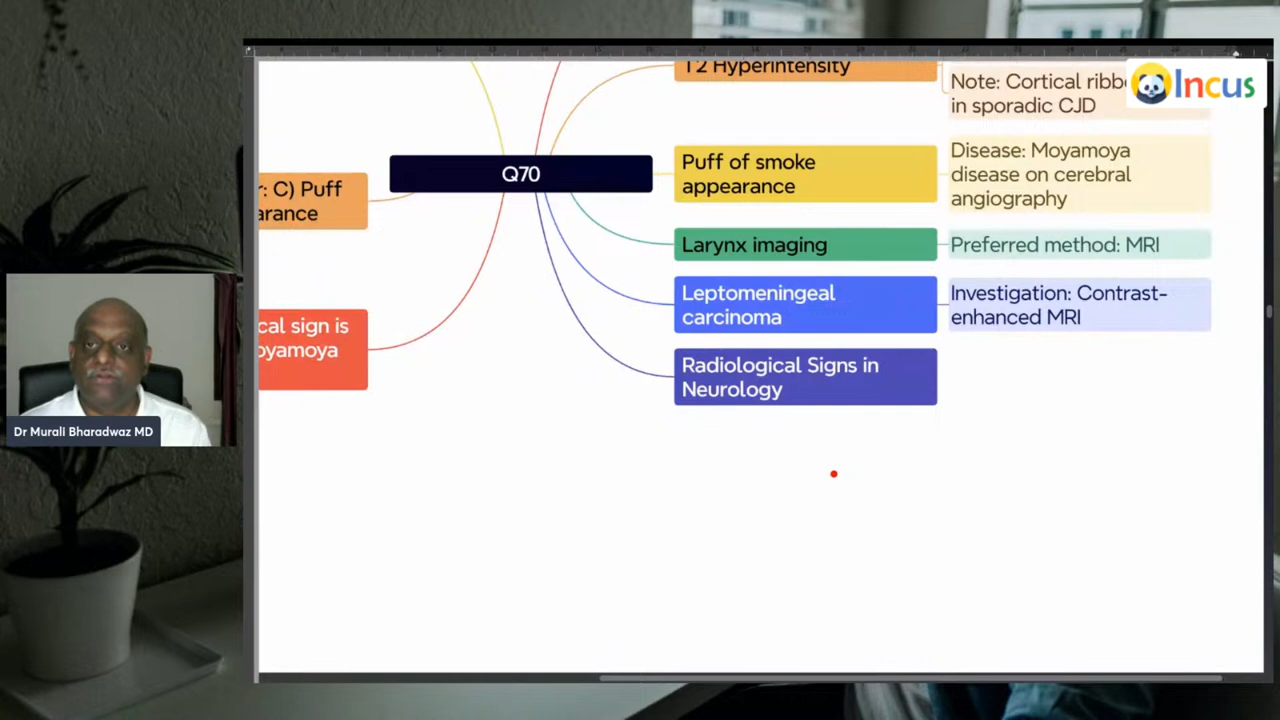 T2 Hyperintensity
Note: Cortical
in sporadic CJD
Incus
Q70
Puff of smoke
appearance
Disease: Moyamoya
disease on cerebral
angiography
r: C) Puff
arance
Larynx imaging
Preferred method: MRI
Leptomeningeal
carcinoma
Investigation: Contrast-
enhanced MRI
cal sign is
oyamoya
Radiological Signs in
Neurology
Dr Murali Bharadwaz MD